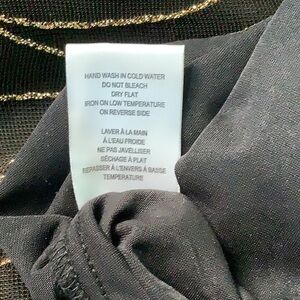 HAND WASH IN COLD WATER
DO NOT BLEACH
DRY FLAT
IRON ON LOW TEMPERATURE
ON REVERSE SIDE
LAVER À LA MAIN
À L'EAU FROIDE
NE PAS JAVELLISER
SÉCHAGE À PLAT
REPASSER À L'ENVERS À BASSE
TEMPERATURE